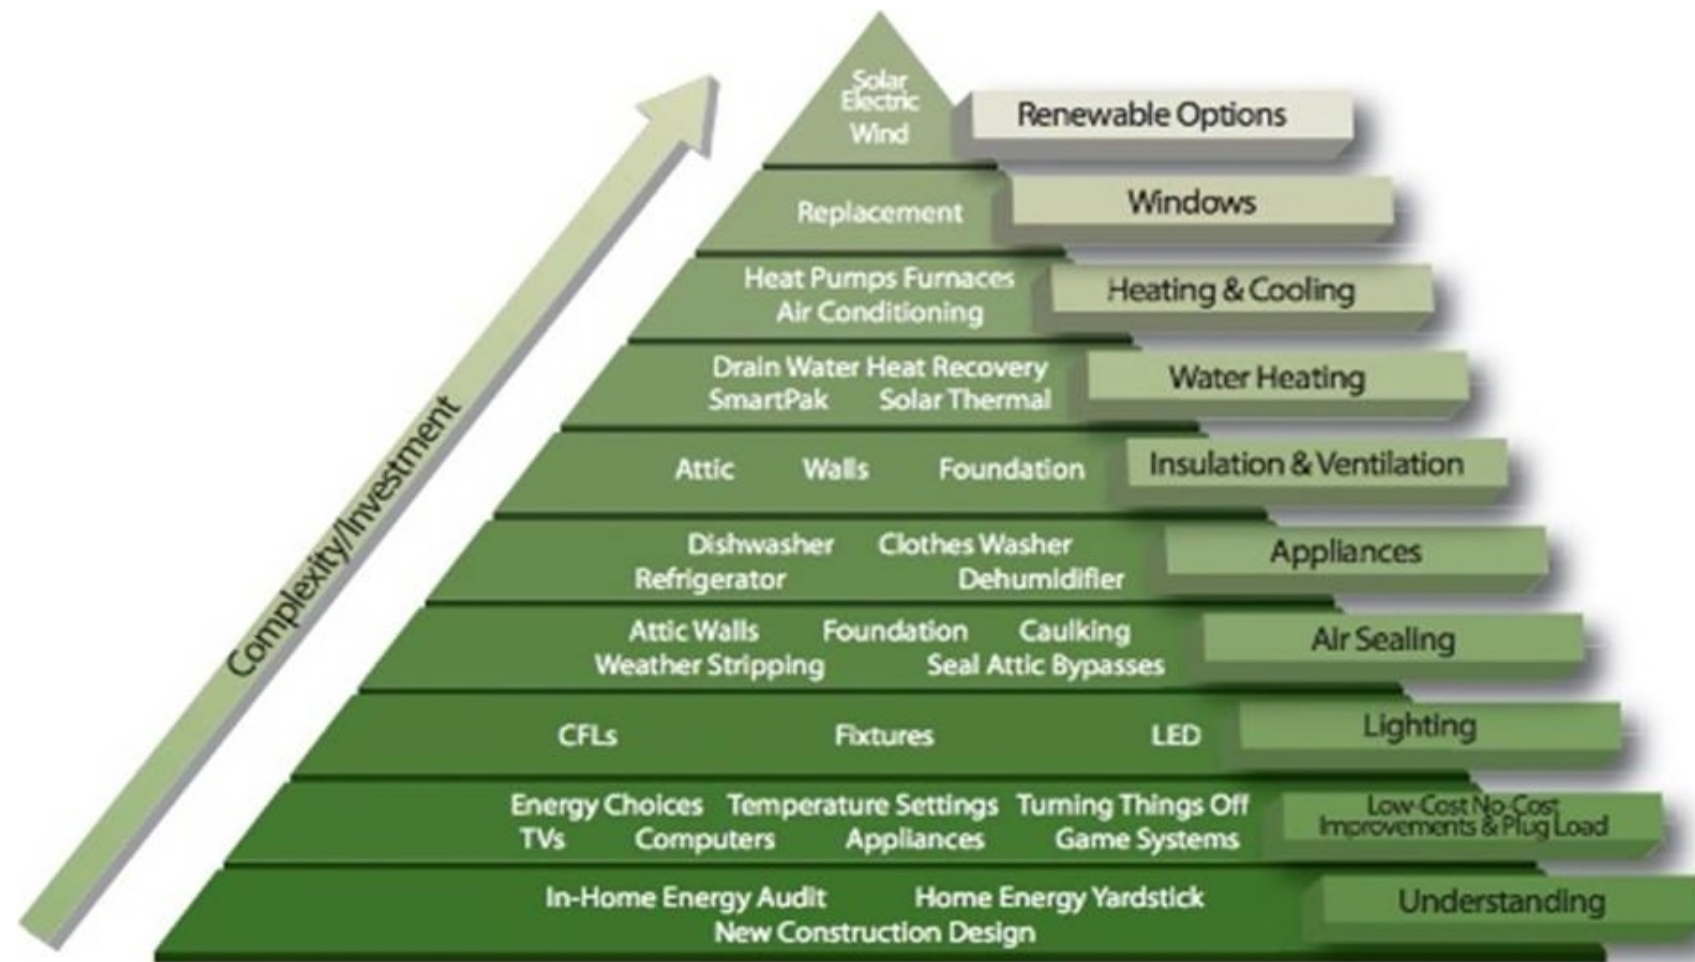 Solar
Electric
Wind
Renewable Options
Replacement
Windows
Heat Pumps Furnaces
Air Conditioning
Heating & Cooling
Drain Water Heat Recovery
SmartPak Solar Thermal
Water Heating
Attic Walls Foundation
Insulation & Ventilation
Dishwasher Clothes Washer
Refrigerator Dehumidifier
Appliances
Attic Walls Foundation Caulking
Weather Stripping Seal Attic Bypasses
Air Sealing
CFLs Fixtures LED
Lighting
Energy Choices Temperature Settings Turning Things Off
TVs Computers Appliances Game Systems
Low-Cost No-Cost
Improvements & Plug Load
In-Home Energy Audit Home Energy Yardstick
New Construction Design
Understanding
Complexity/Investment